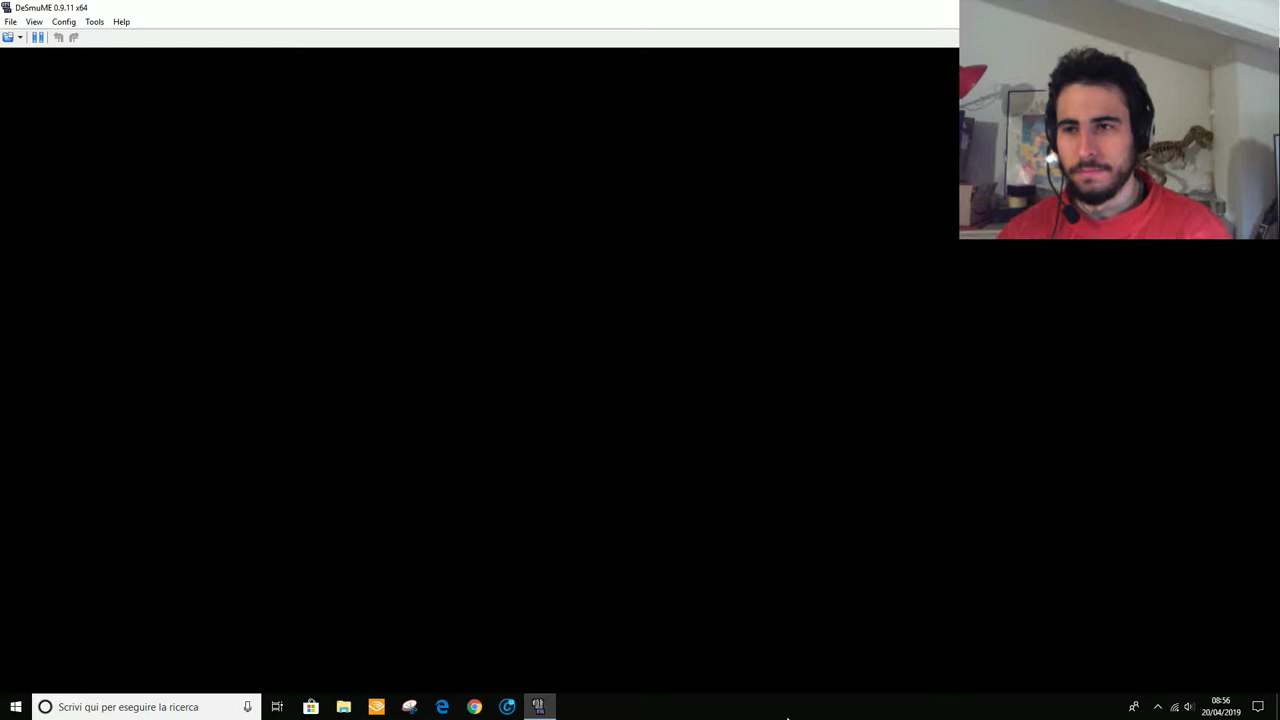 DeSmuME 0.9.11 x64
File View Config Tools Help
Scrivi qui per eseguire la ricerca
08:56
20/04/2019